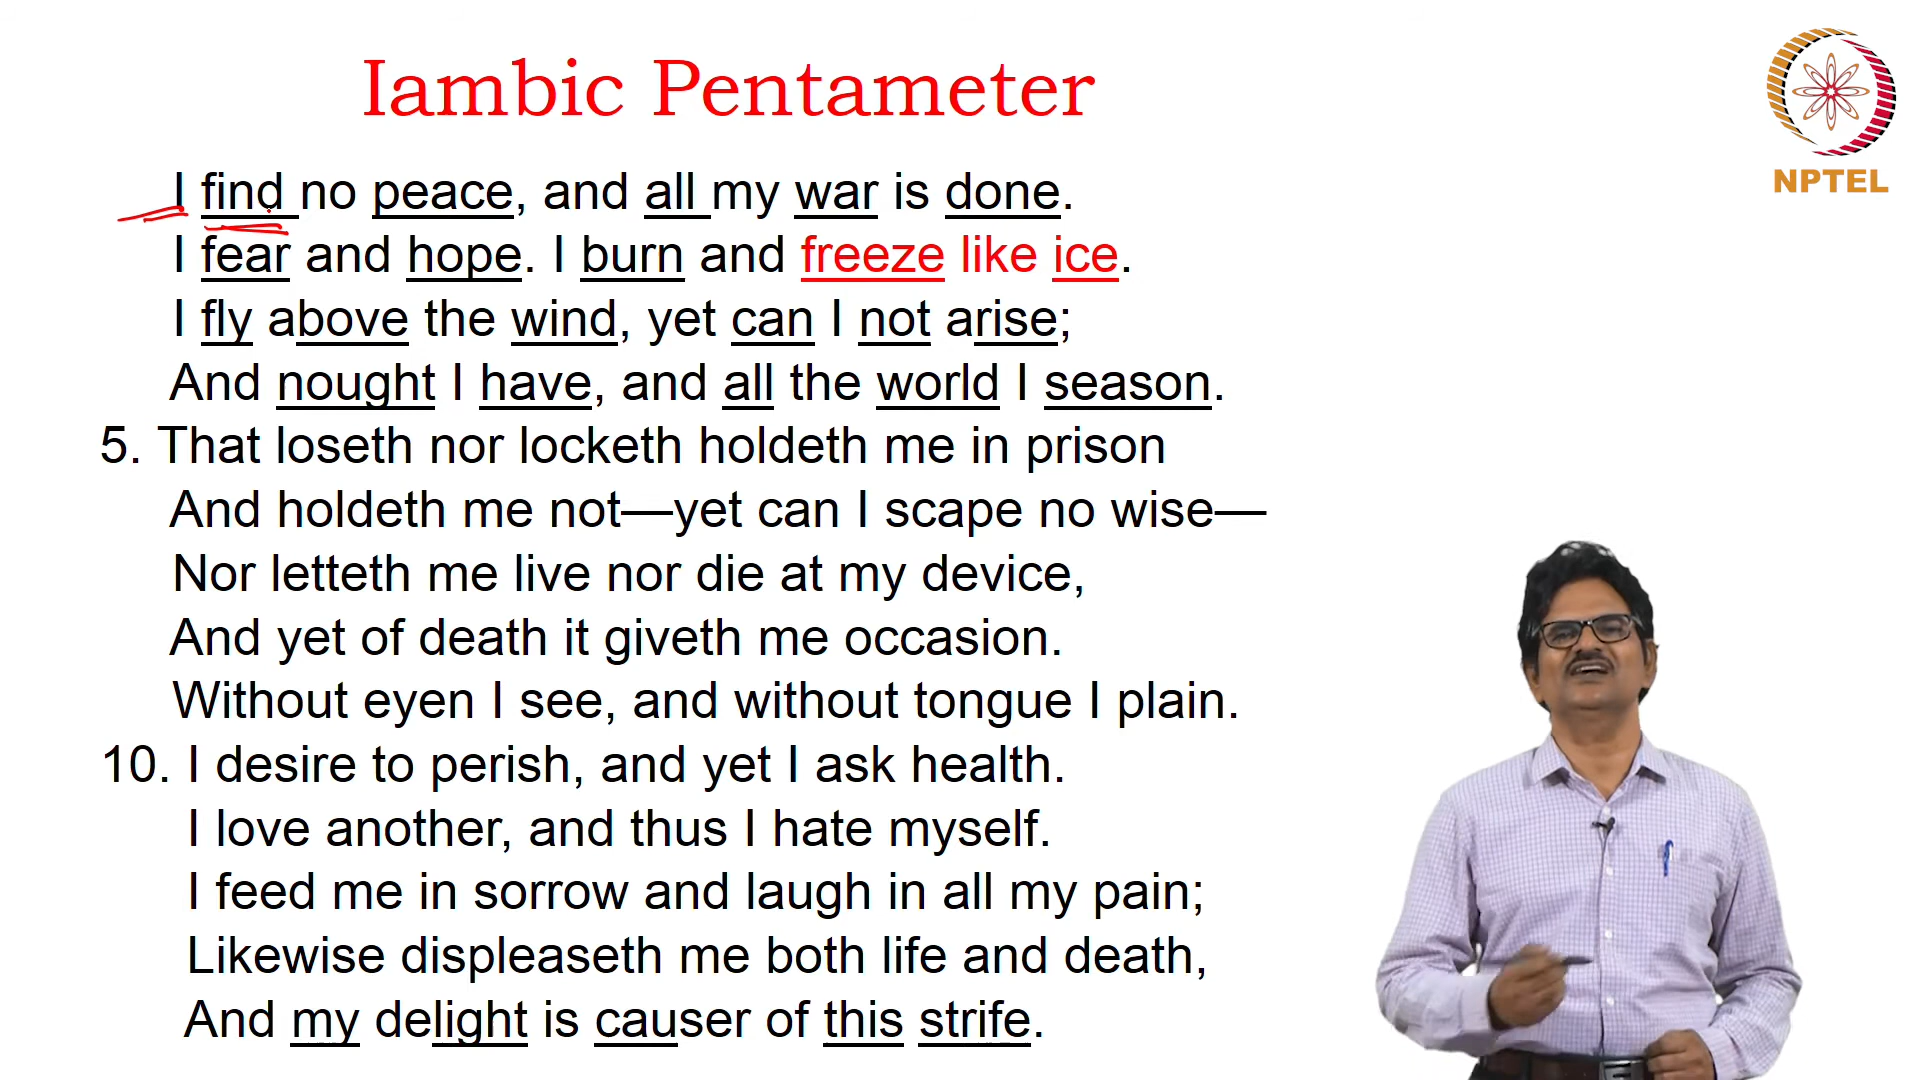 Iambic Pentameter
NPTEL
I find no peace, and all my war is done.
I fear and hope. I burn and freeze like ice.
I fly above the wind, yet can I not arise;
And nought I have, and all the world I season.
5. That loseth nor locketh holdeth me in prison
And holdeth me not—yet can I scape no wise—
Nor letteth me live nor die at my device,
And yet of death it giveth me occasion.
Without eyen I see, and without tongue I plain.
10. I desire to perish, and yet I ask health.
I love another, and thus I hate myself.
I feed me in sorrow and laugh in all my pain;
Likewise displeaseth me both life and death,
And my delight is causer of this strife.